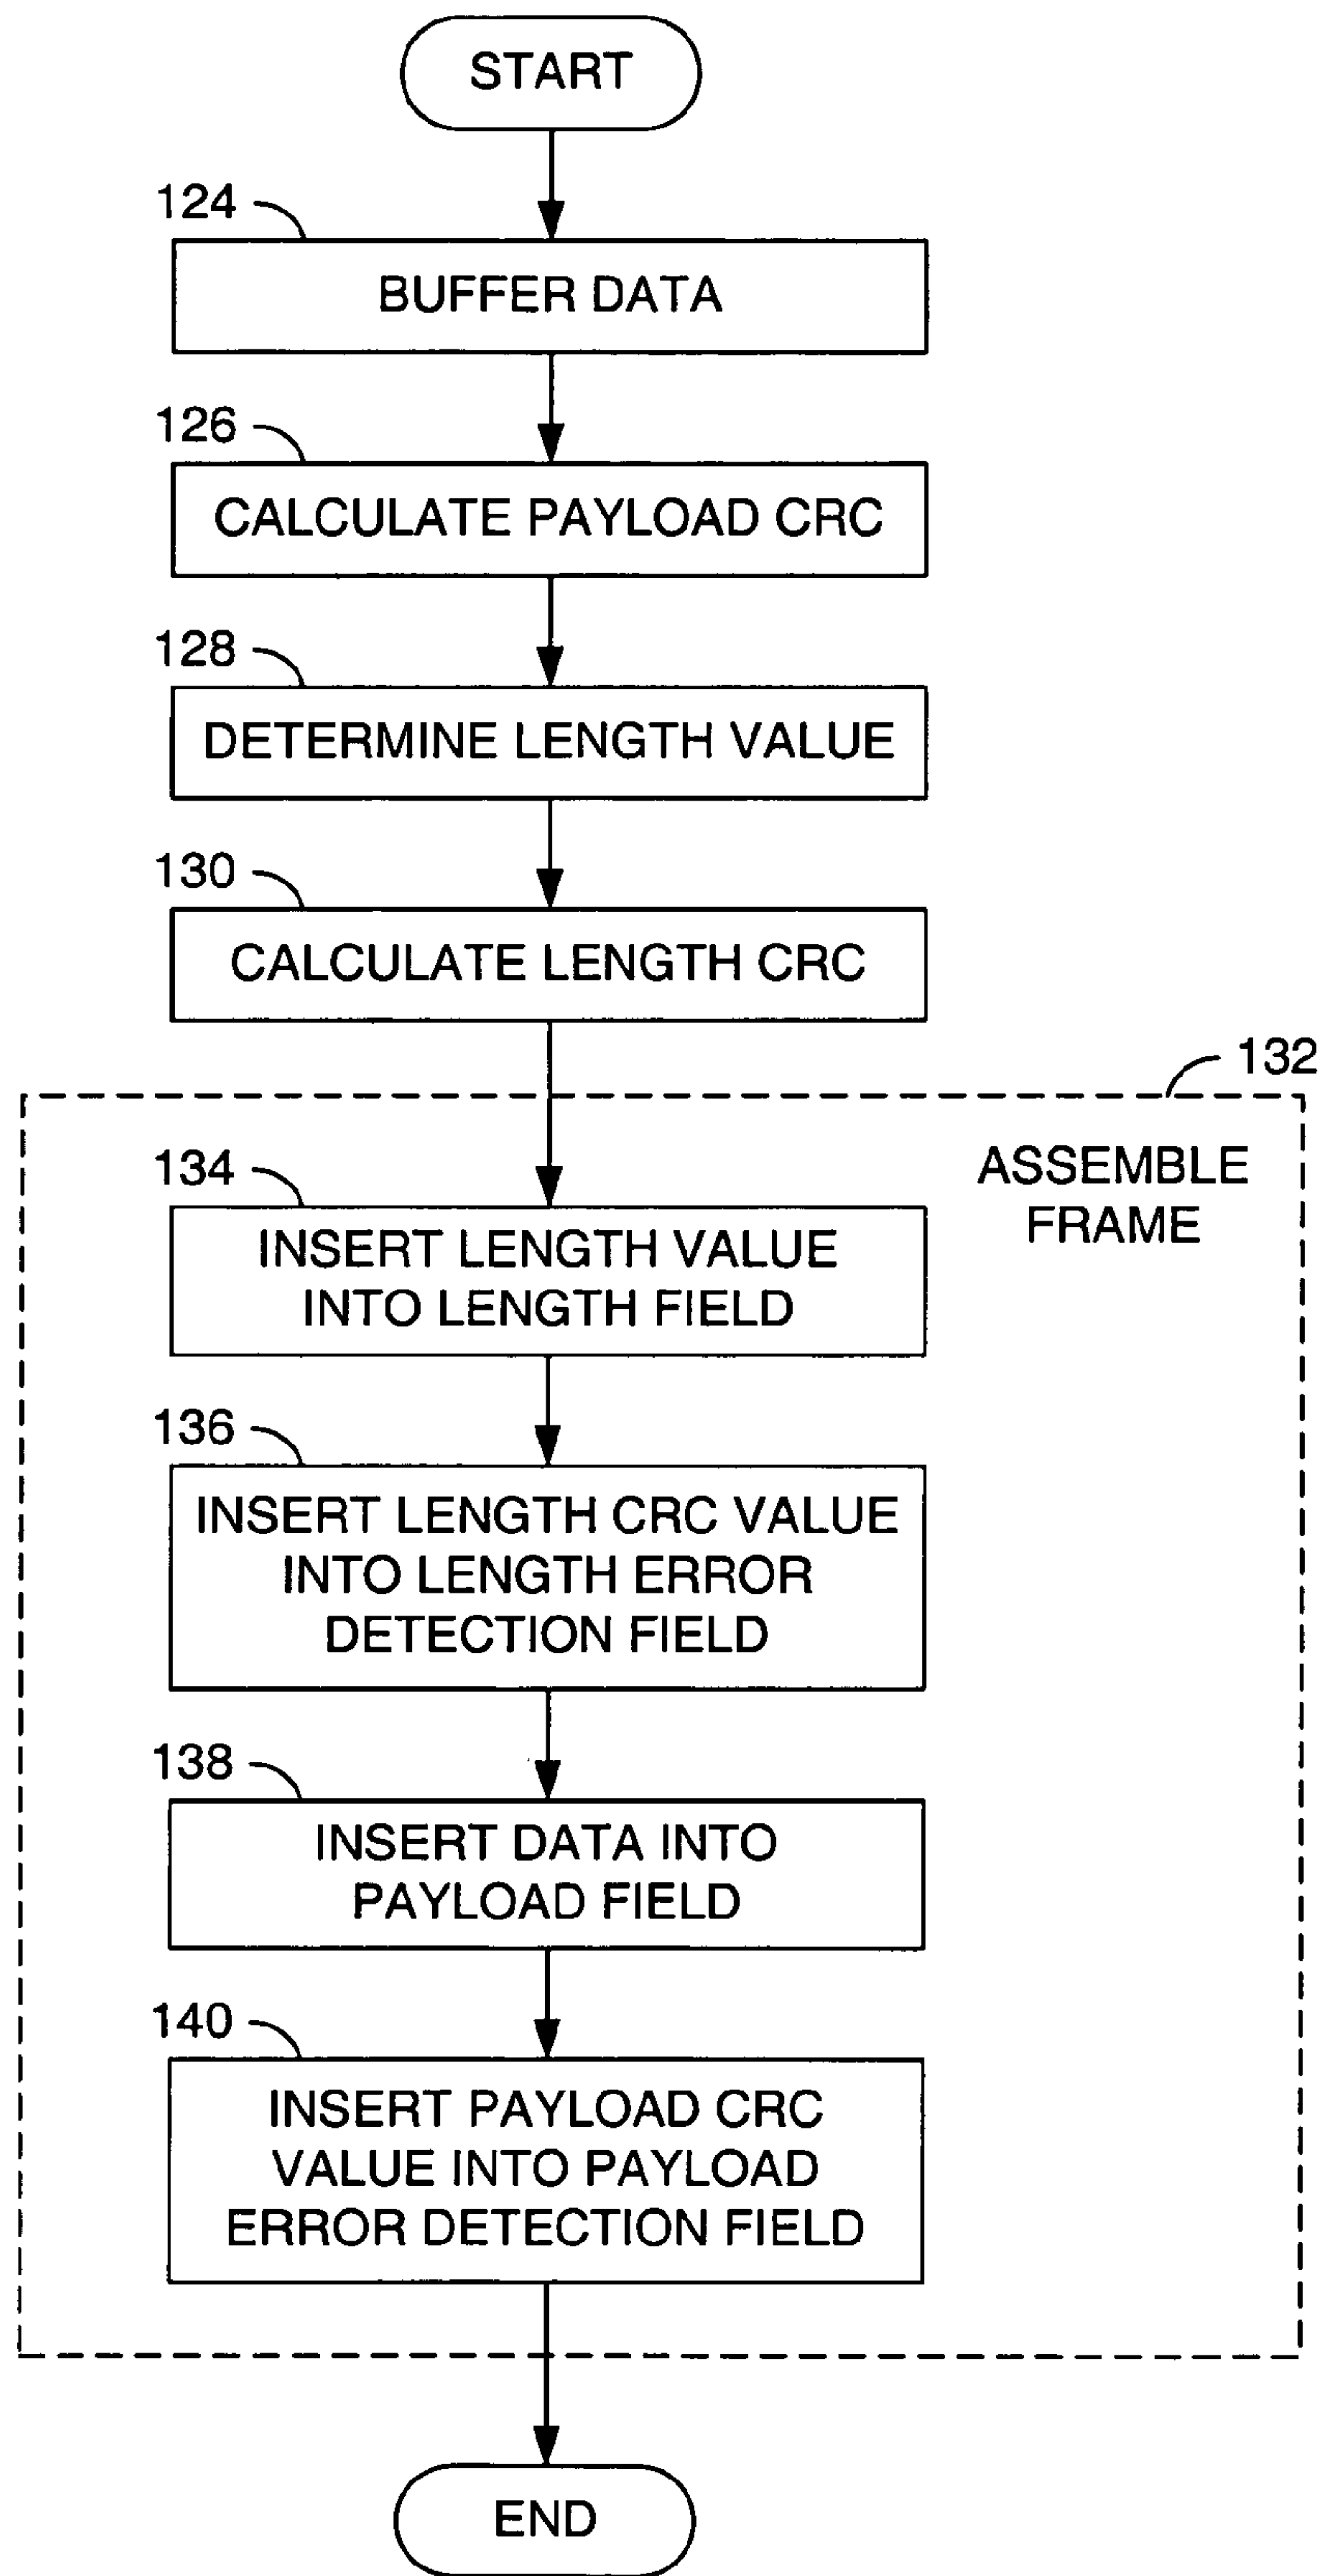 START
124
BUFFER DATA
126
CALCULATE PAYLOAD CRC
128
DETERMINE LENGTH VALUE
130
CALCULATE LENGTH CRC
132
ASSEMBLE
FRAME
134
INSERT LENGTH VALUE
INTO LENGTH FIELD
136
INSERT LENGTH CRC VALUE
INTO LENGTH ERROR
DETECTION FIELD
138
INSERT DATA INTO
PAYLOAD FIELD
140
INSERT PAYLOAD CRC
VALUE INTO PAYLOAD
ERROR DETECTION FIELD
END